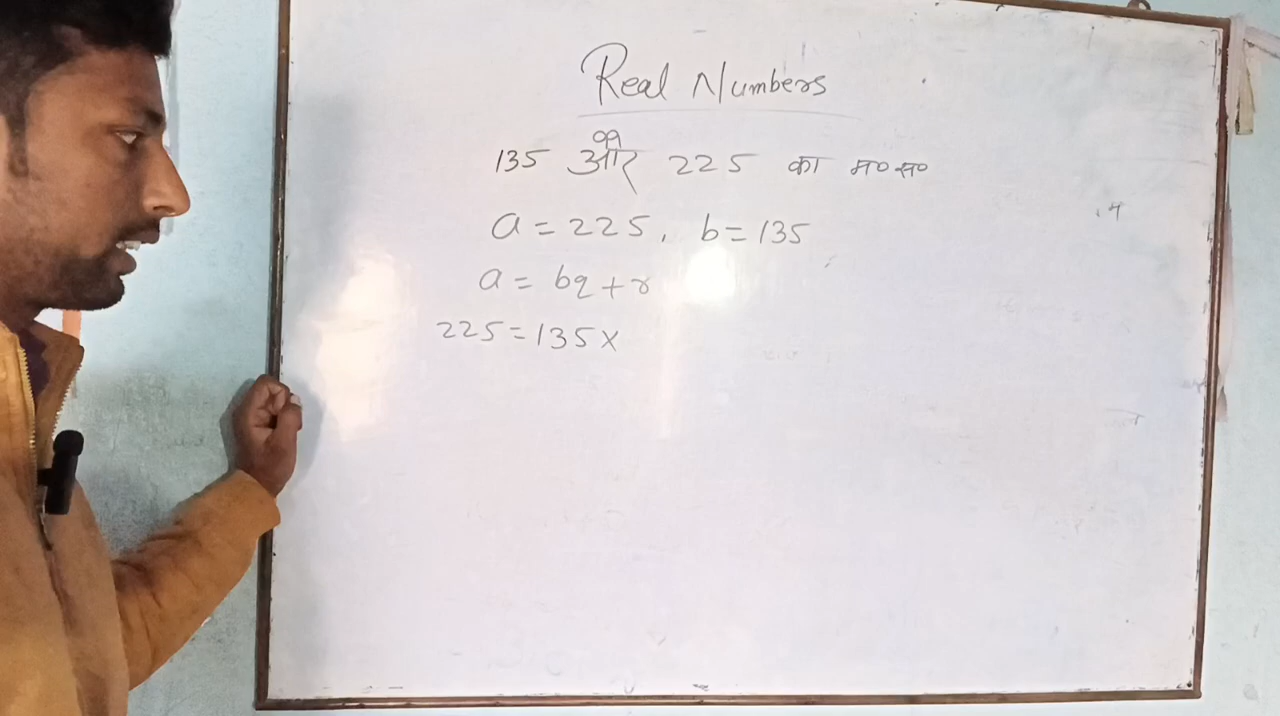 Real Numbers
135 और 225 का म०स०
a = 225, b = 135
a = bq + r
225 = 135 ×